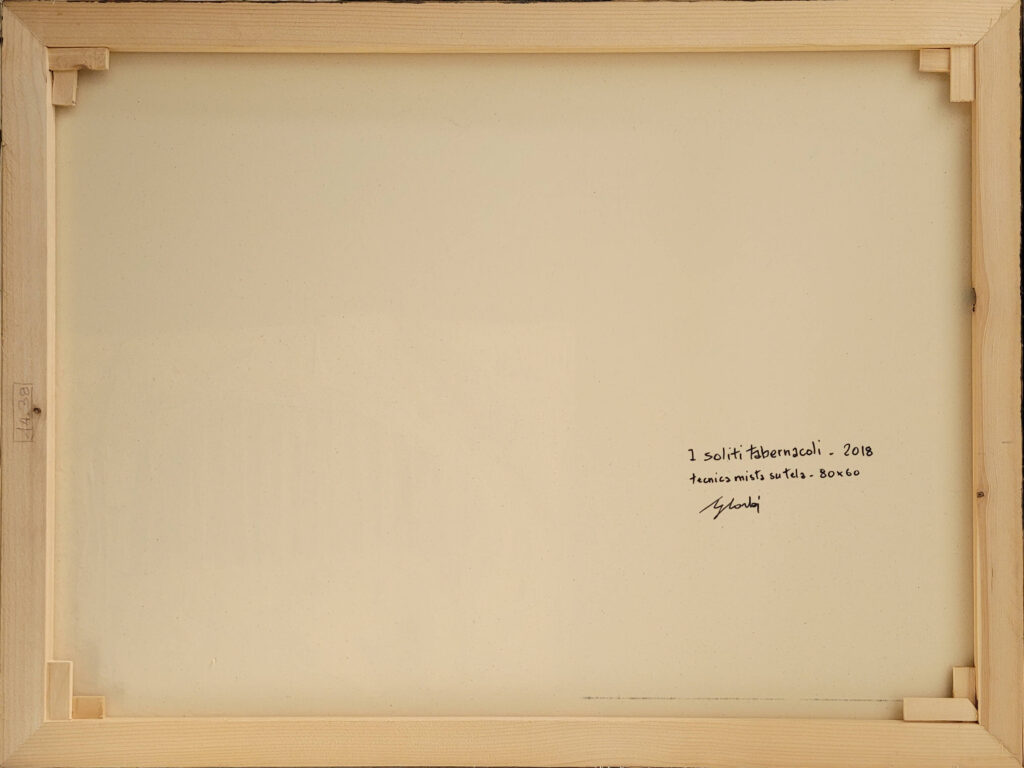 I soliti tabernacoli - 2018
tecnica mista su tela - 80x60